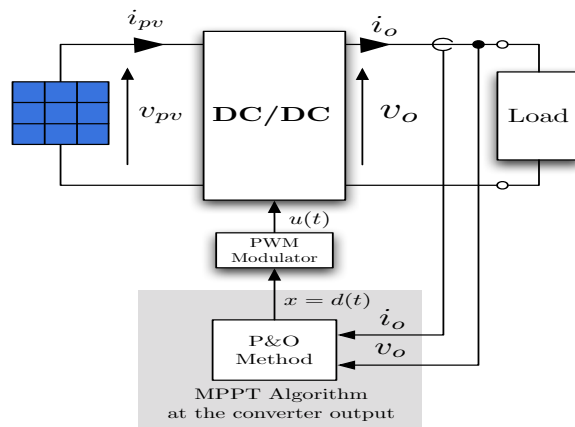 i_pv
i_o
v_pv
DC/DC
v_o
Load
u(t)
PWM
Modulator
x = d(t)
P&O
Method
i_o
v_o
MPPT Algorithm
at the converter output